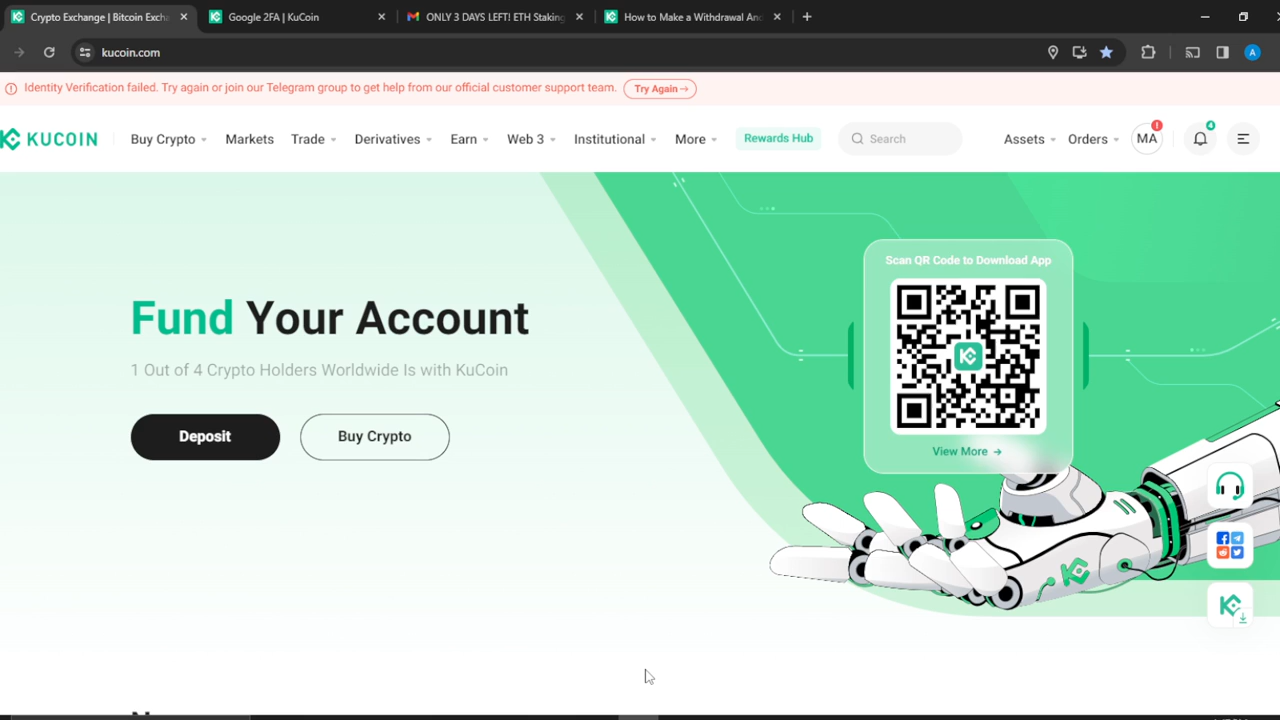 Crypto Exchange | Bitcoin Excha
Google 2FA | KuCoin
ONLY 3 DAYS LEFT! ETH Staking
How to Make a Withdrawal And
kucoin.com
A
Identity Verification failed. Try again or join our Telegram group to get help from our official customer support team. Try Again→
KUCOIN
Buy Crypto
Markets
Trade
Derivatives
Earn
Web 3
Institutional
More
Rewards Hub
Search
Assets
Orders
MA
!
4
Scan QR Code to Download App
Fund Your Account
1 Out of 4 Crypto Holders Worldwide Is with KuCoin
Deposit
Buy Crypto
View More →